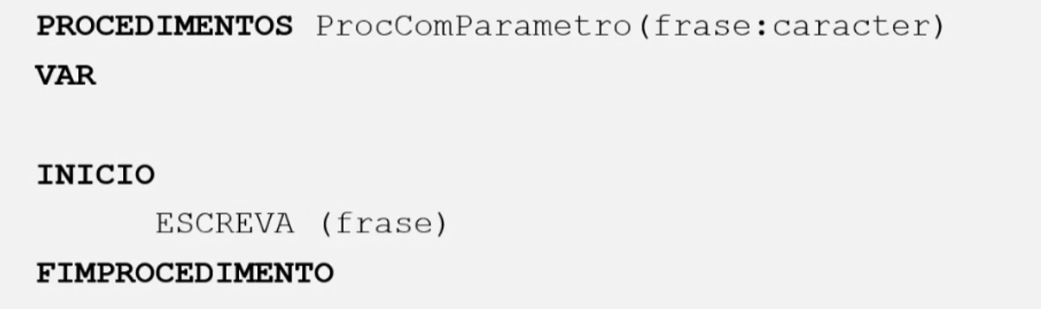 PROCEDIMENTOS ProcComParametro(frase:caracter)
VAR
INICIO
ESCREVA (frase)
FIMPROCEDIMENTO